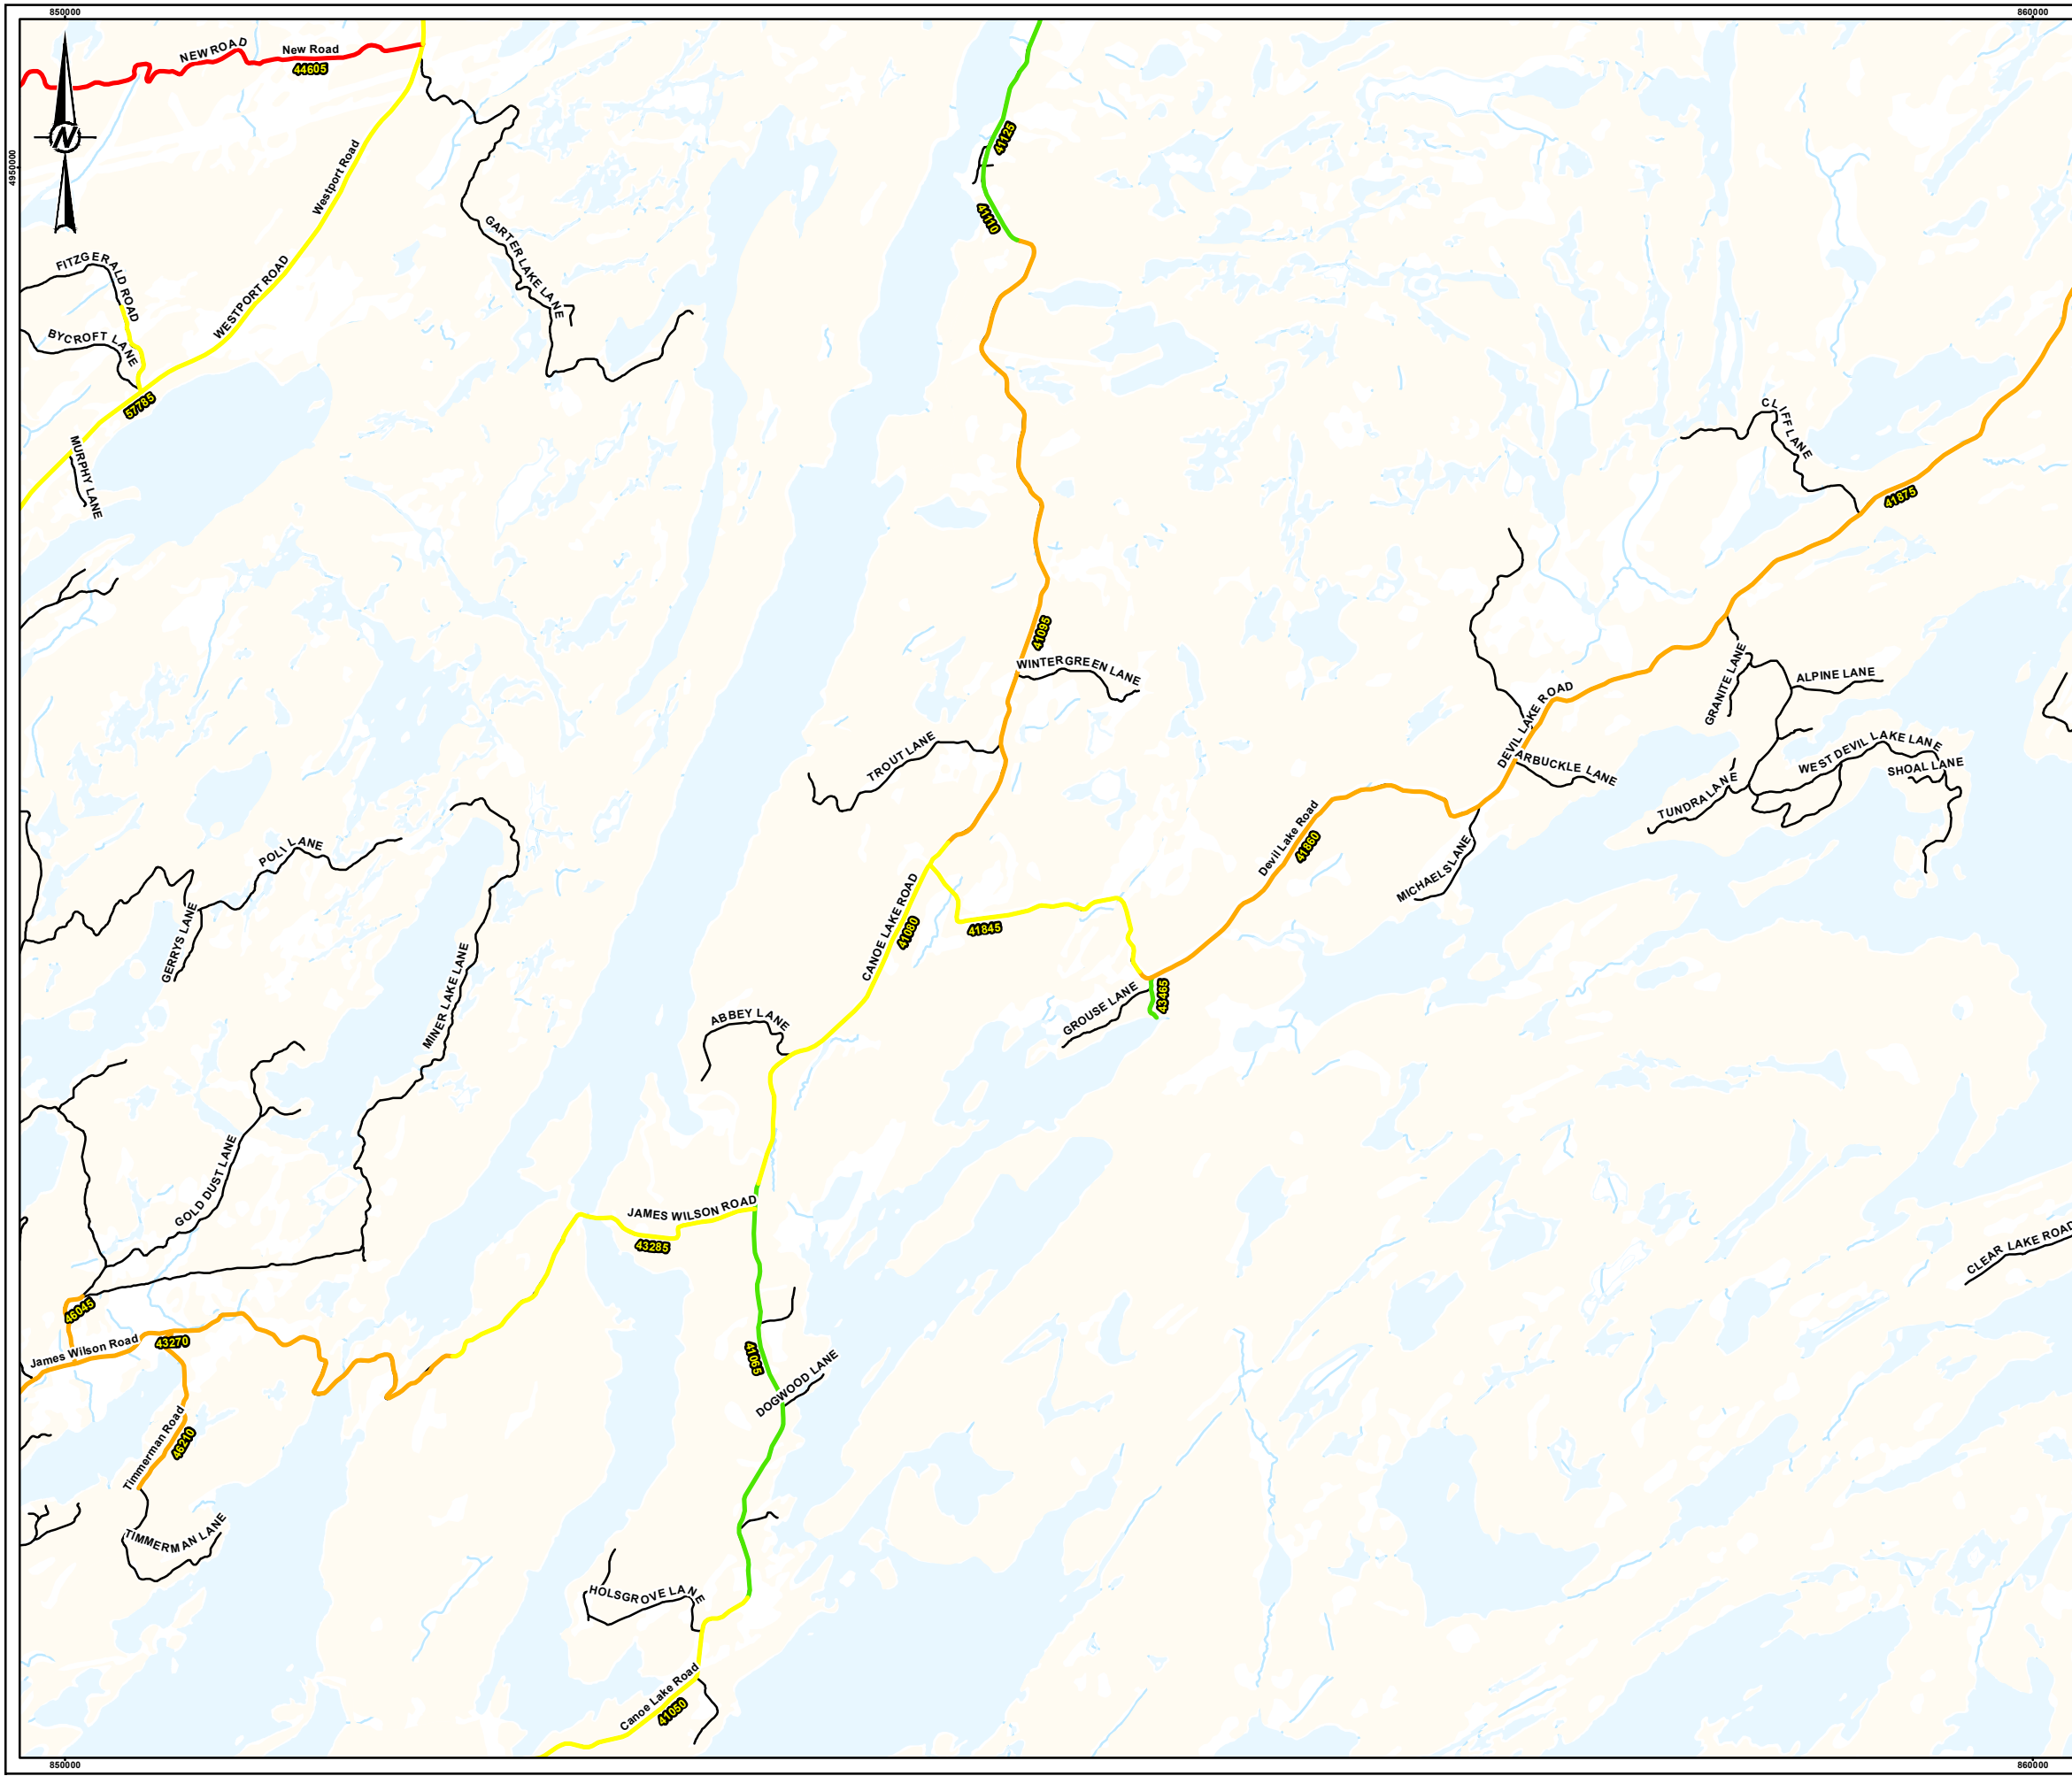 850000
860000
4950000
N
NEW ROAD
New Road
44605
41125
Westport Road
41110
GARTER LAKE LANE
FITZGERALD ROAD
WESTPORT ROAD
BYCROFT LANE
57785
MURPHY LANE
CLIFF LANE
41875
41095
WINTERGREEN LANE
GRANITE LANE
ALPINE LANE
DEVIL LAKE ROAD
TROUT LANE
WEST DEVIL LAKE LANE
ARBUCKLE LANE
SHOAL LANE
TUNDRA LANE
Devil Lake Road
41860
POLI LANE
MICHAELS LANE
CANOE LAKE ROAD
41080
41845
GERRYS LANE
MINER LAKE LANE
43465
GROUSE LANE
ABBEY LANE
GOLD DUST LANE
JAMES WILSON ROAD
43285
CLEAR LAKE ROAD
46045
James Wilson Road
43270
41065
DOGWOOD LANE
Timmerman Road
46210
TIMMERMAN LANE
HOLSGROVE LANE
Canoe Lake Road
41050
850000
860000